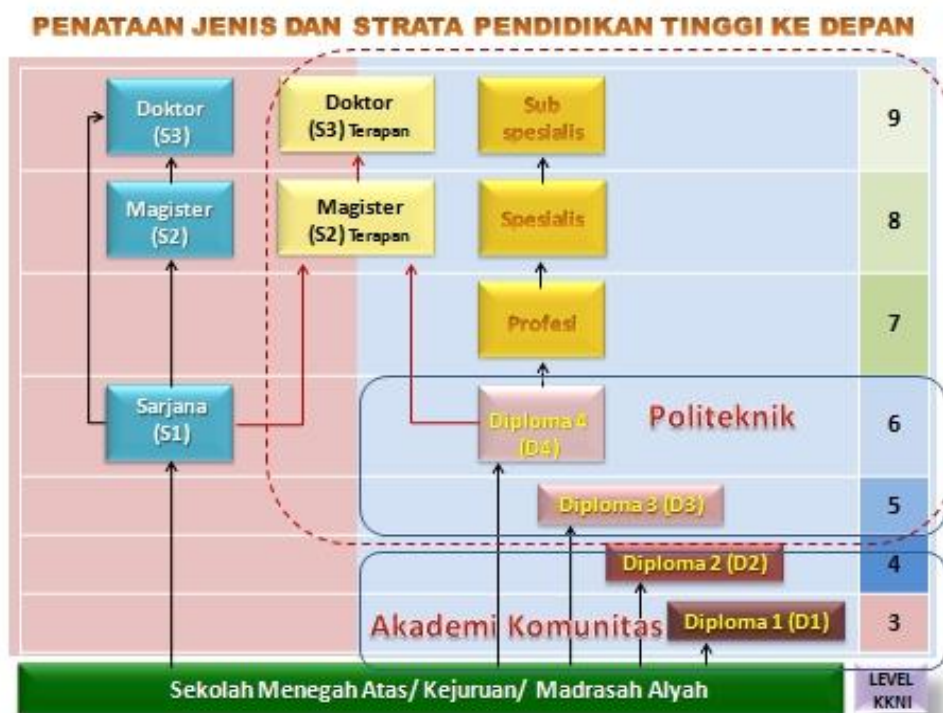 PENATAAN JENIS DAN STRATA PENDIDIKAN TINGGI KE DEPAN
Doktor
(S3)
Doktor
(S3) Terapan
Sub
spesialis
9
Magister
(S2)
Magister
(S2) Terapan
Spesialis
8
Profesi
7
Sarjana
(S1)
Diploma 4
(D4)
Politeknik
6
Diploma 3 (D3)
5
Diploma 2 (D2)
4
Akademi Komunitas
Diploma 1 (D1)
3
Sekolah Menegah Atas/ Kejuruan/ Madrasah Alyah
LEVEL
KKNI